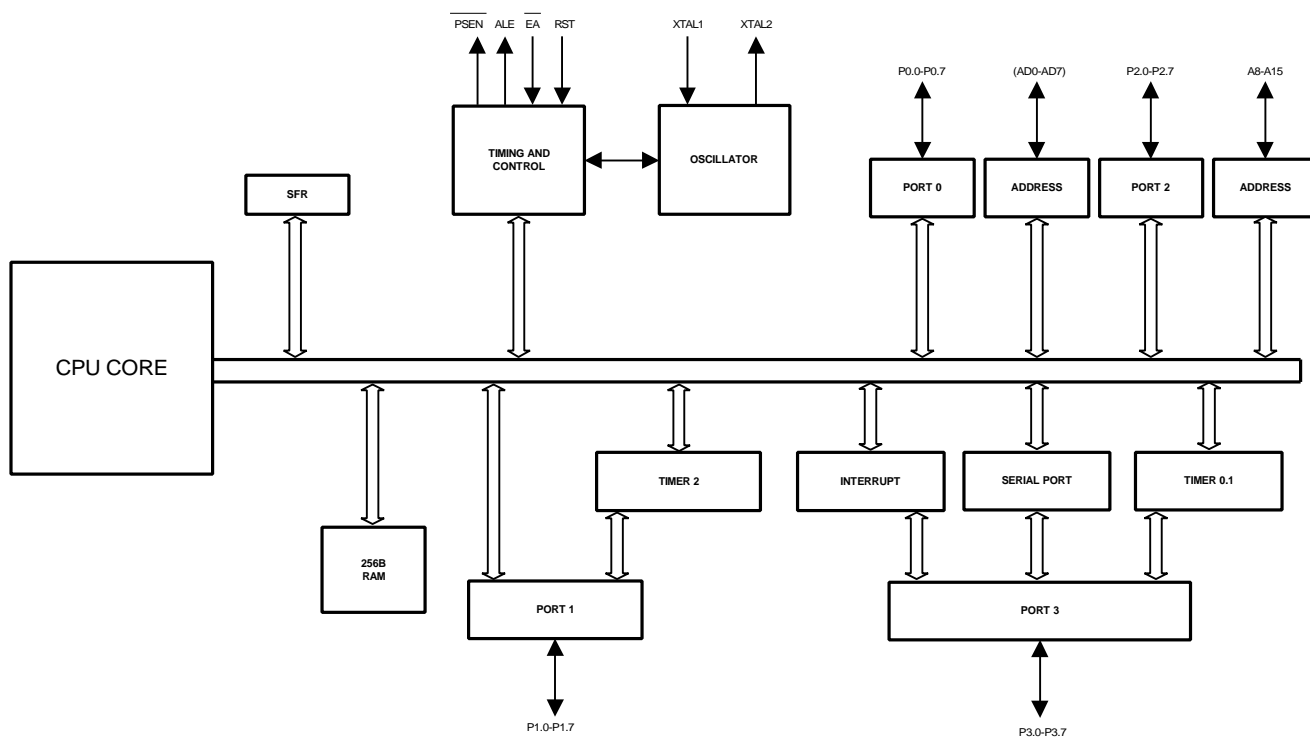 PSEN ALE EA RST XTAL1 XTAL2
P0.0-P0.7 (AD0-AD7) P2.0-P2.7 A8-A15
TIMING AND
CONTROL
OSCILLATOR
SFR
PORT 0
ADDRESS
PORT 2
ADDRESS
CPU CORE
TIMER 2
INTERRUPT
SERIAL PORT
TIMER 0.1
256B
RAM
PORT 1
PORT 3
P1.0-P1.7
P3.0-P3.7